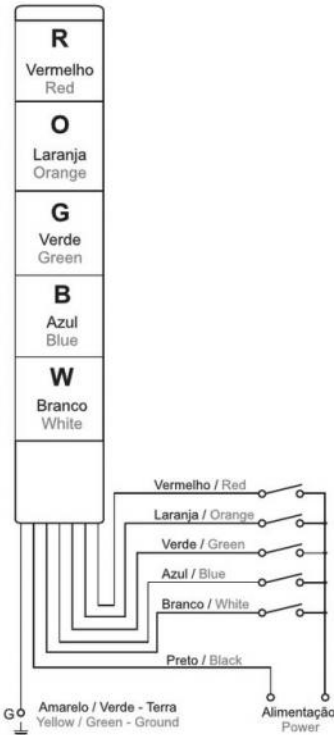 R
Vermelho
Red
O
Laranja
Orange
G
Verde
Green
B
Azul
Blue
W
Branco
White
Vermelho / Red
Laranja / Orange
Verde / Green
Azul / Blue
Branco / White
Preto / Black
G
Amarelo / Verde - Terra
Yellow / Green - Ground
Alimentação
Power